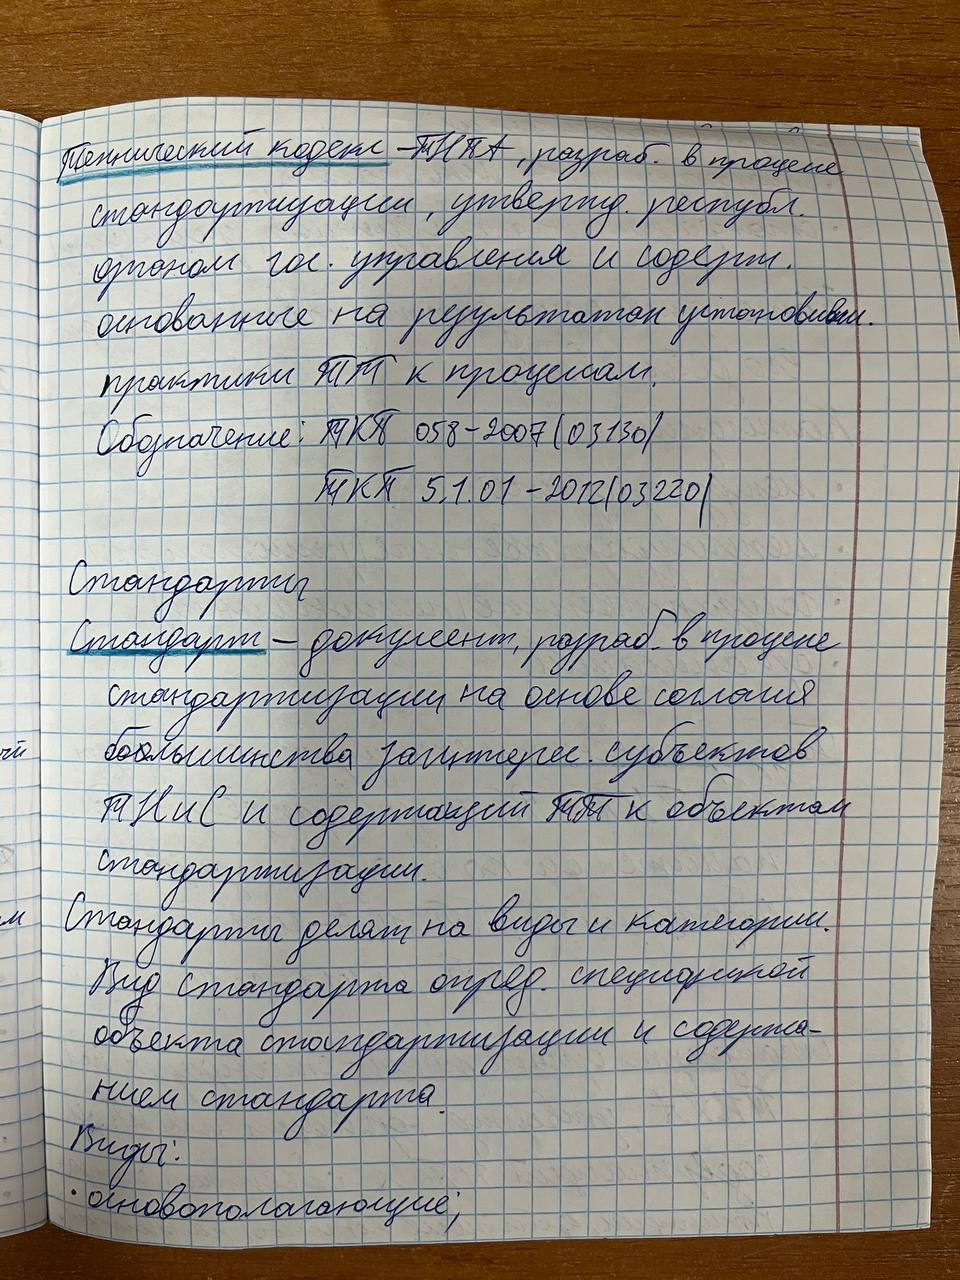 Технический кодекс – ТНПА, разраб. в процессе
стандартизации, утвержд. республ.
органом гос. управления и содерж.
основанные на результатах установивш.
практики ТТ к процессам.
Обозначение: ТКП 058-2007 (03130)
ТКП 5.1.01-2012 (03220)
Стандарты
Стандарт – документ, разраб. в процессе
стандартизации на основе согласия
большинства заинтерес. субъектов
ТНиС и содержащий ТТ к объектам
стандартизации.
Стандарты делят на виды и категории.
Вид стандарта опред. спецификой
объекта стандартизации и содержа-
нием стандарта.
Виды:
· основополагающие;